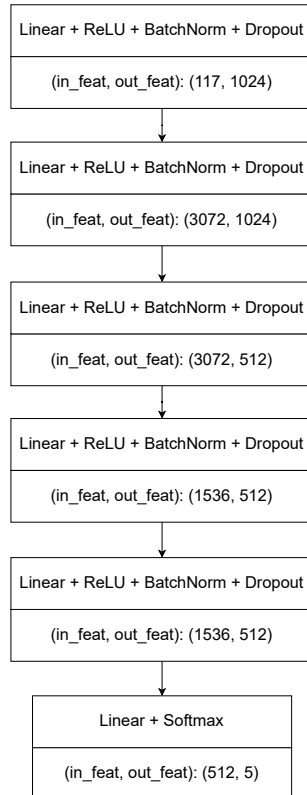 Linear + ReLU + BatchNorm + Dropout
(in_feat, out_feat): (117, 1024)
Linear + ReLU + BatchNorm + Dropout
(in_feat, out_feat): (3072, 1024)
Linear + ReLU + BatchNorm + Dropout
(in_feat, out_feat): (3072, 512)
Linear + ReLU + BatchNorm + Dropout
(in_feat, out_feat): (1536, 512)
Linear + ReLU + BatchNorm + Dropout
(in_feat, out_feat): (1536, 512)
Linear + Softmax
(in_feat, out_feat): (512, 5)